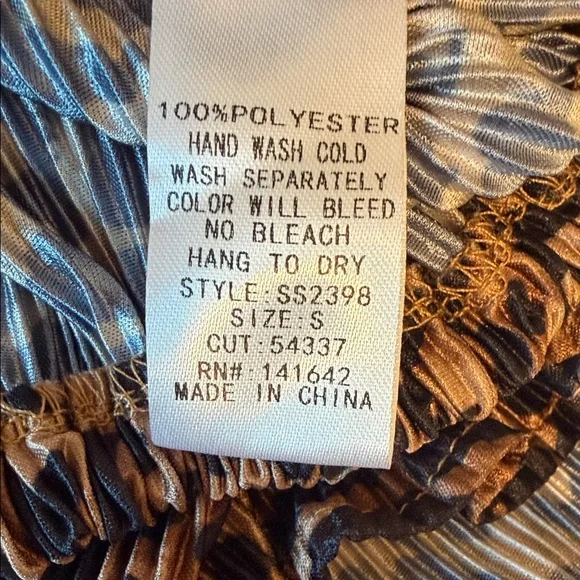 100%POLYESTER
HAND WASH COLD
WASH SEPARATELY
COLOR WILL BLEED
NO BLEACH
HANG TO DRY
STYLE:SS2398
SIZE:S
CUT:54337
RN#:141642
MADE IN CHINA